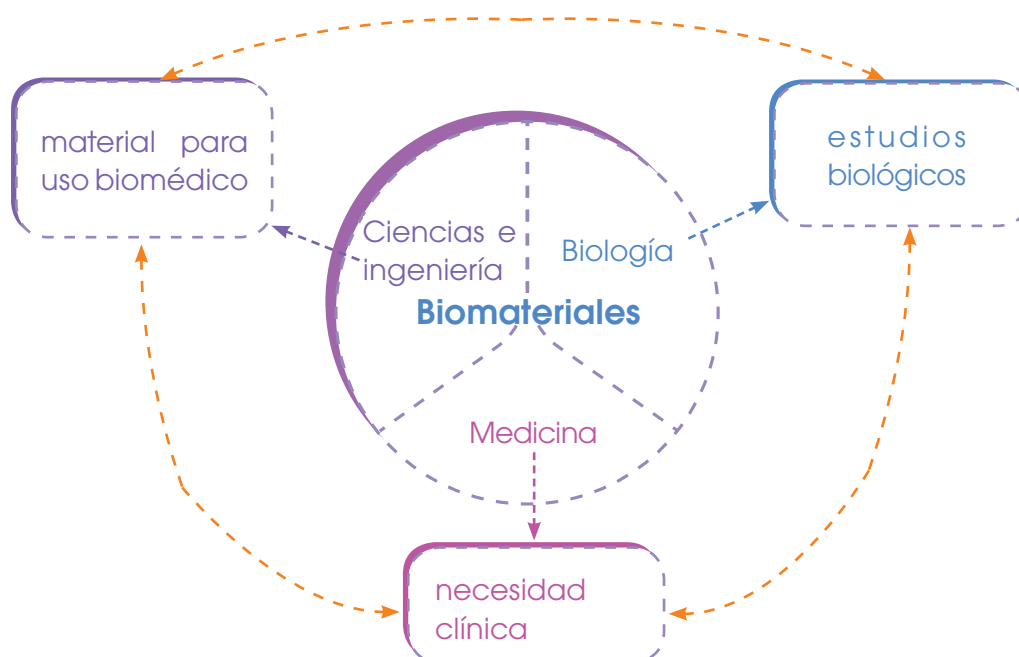 material para
uso biomédico
estudios
biológicos
Ciencias e
ingeniería
Biología
Biomateriales
Medicina
necesidad
clínica